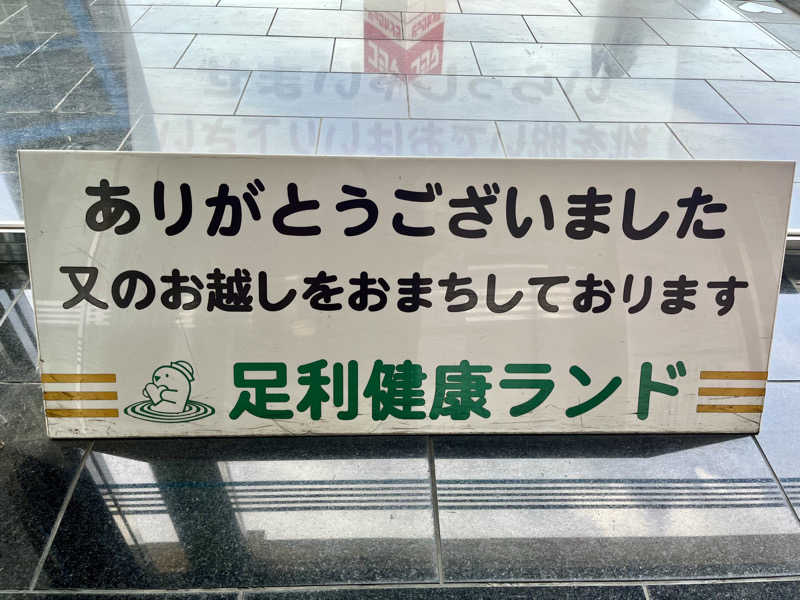 ありがとうございました
又のお越しをおまちしております
足利健康ランド